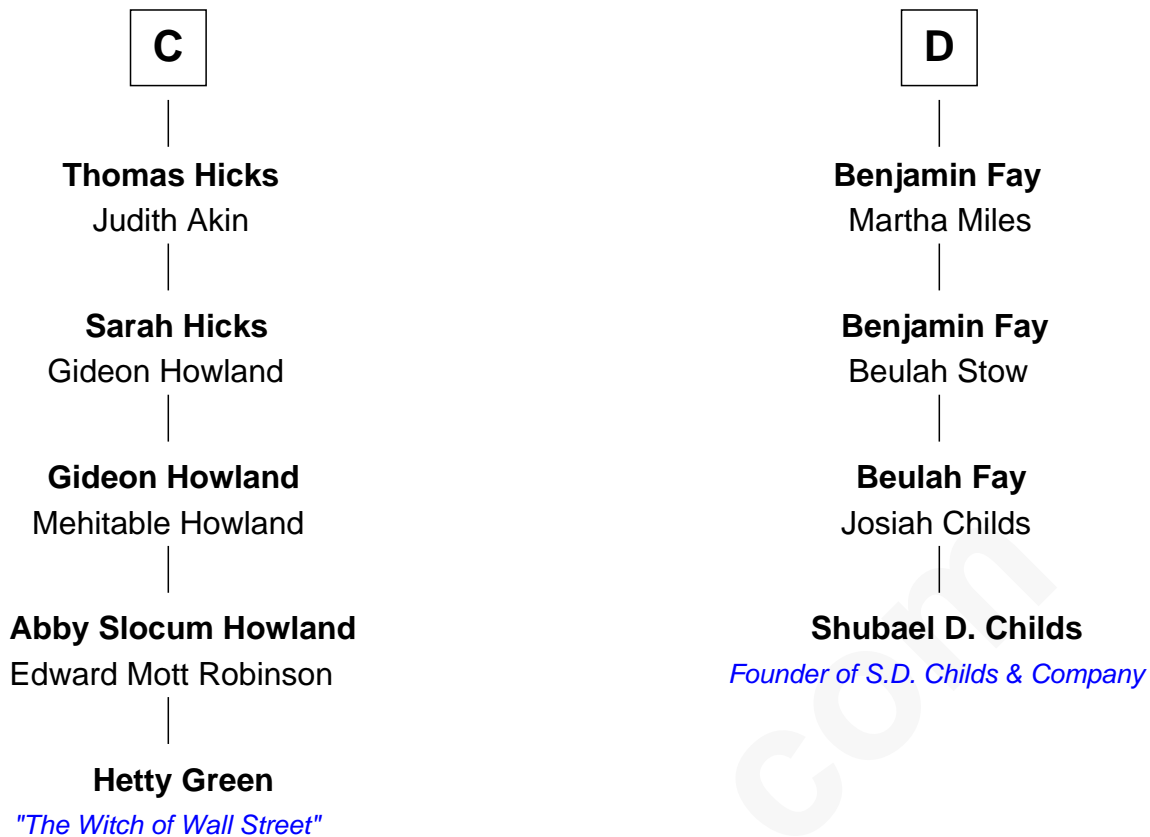 C
Thomas Hicks
Judith Akin
Sarah Hicks
Gideon Howland
Gideon Howland
Mehitable Howland
Abby Slocum Howland
Edward Mott Robinson
Hetty Green
"The Witch of Wall Street"
D
Benjamin Fay
Martha Miles
Benjamin Fay
Beulah Stow
Beulah Fay
Josiah Childs
Shubael D. Childs
Founder of S.D. Childs & Company
com